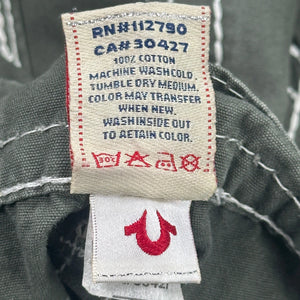 RN#112790
CA#30427
100% COTTON
MACHINE WASH COLD.
TUMBLE DRY MEDIUM.
COLOR MAY TRANSFER
WHEN NEW.
WASH INSIDE OUT
TO RETAIN COLOR.